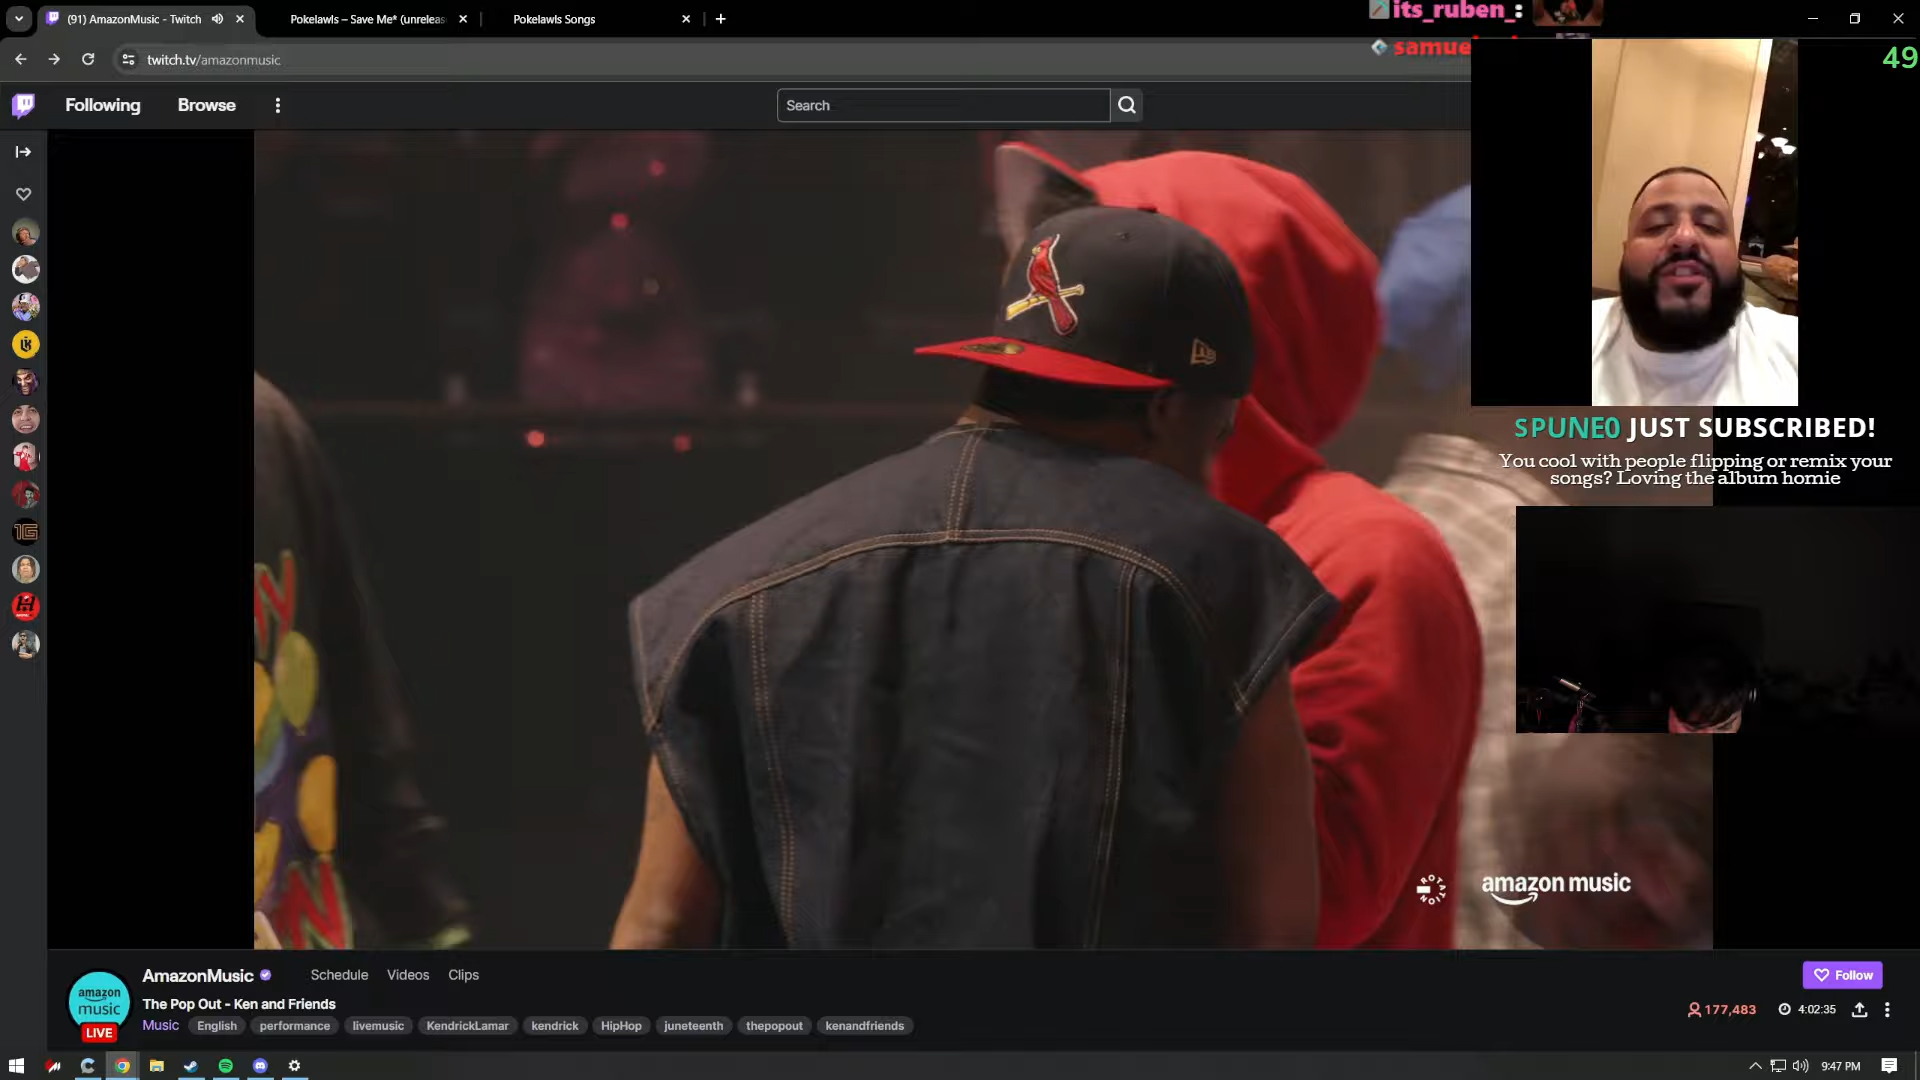 (91) AmazonMusic - Twitch
Pokelawls – Save Me* (unreleas
Pokelawls Songs
its_ruben_:
twitch.tv/amazonmusic
49
Following
Browse
Search
SPUNE0 JUST SUBSCRIBED!
You cool with people flipping or remix your
songs? Loving the album homie
ROTATION
amazon music
AmazonMusic
Schedule
Videos
Clips
Follow
amazon
music
LIVE
The Pop Out - Ken and Friends
Music
English
performance
livemusic
KendrickLamar
kendrick
HipHop
juneteenth
thepopout
kenandfriends
177,483
4:02:35
9:47 PM